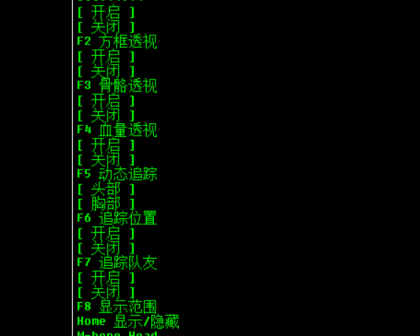 [ 开启 ]
[ 关闭 ]
F2 方框透视
[ 开启 ]
[ 关闭 ]
F3 骨骼透视
[ 开启 ]
[ 关闭 ]
F4 血量透视
[ 开启 ]
[ 关闭 ]
F5 动态追踪
[ 头部 ]
[ 胸部 ]
F6 追踪位置
[ 开启 ]
[ 关闭 ]
F7 追踪队友
[ 开启 ]
[ 关闭 ]
F8 显示范围
Home 显示/隐藏